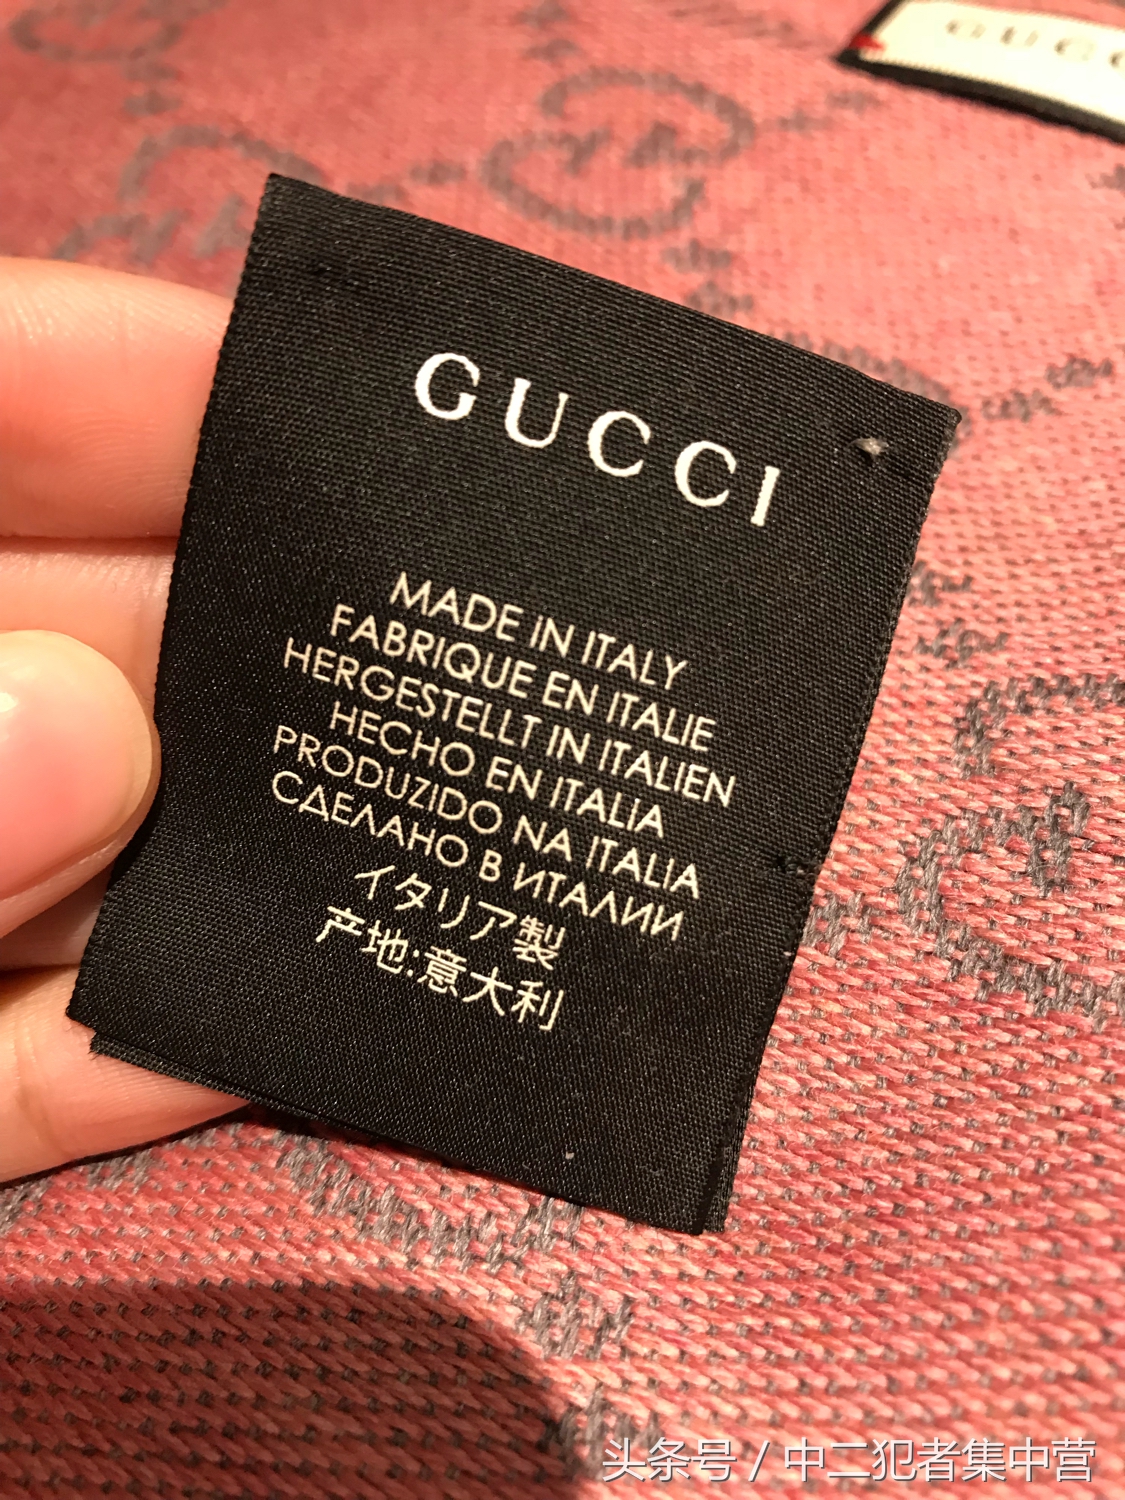 GUCC
GUCCI
MADE IN ITALY
FABRIQUE EN ITALIE
HERGESTELLT IN ITALIEN
HECHO EN ITALIA
PRODUZIDO NA ITALIA
СДЕЛАНО В ИТАЛИИ
イタリア製
产地:意大利
头条号 / 中二犯者集中营